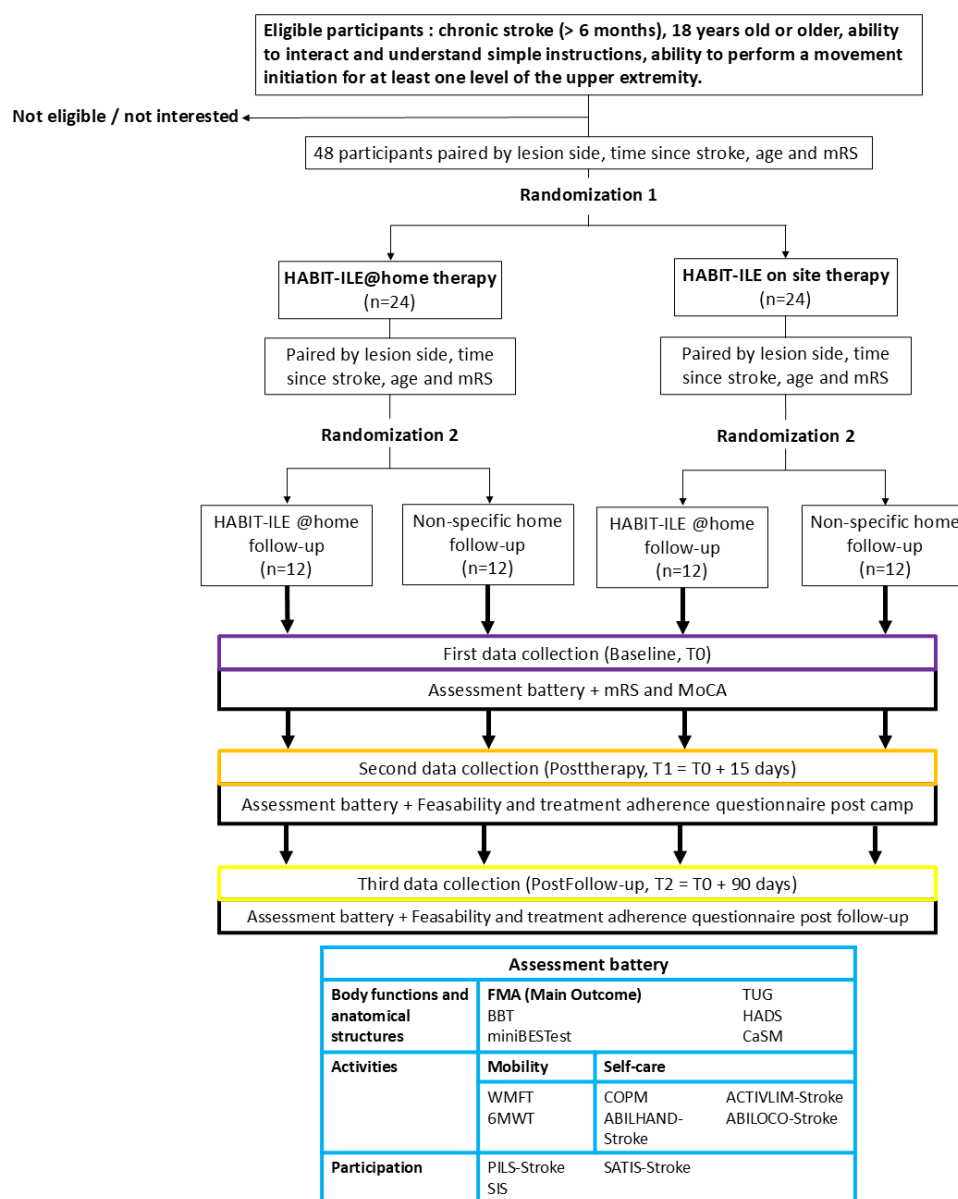 Eligible participants : chronic stroke (> 6 months), 18 years old or older, ability
to interact and understand simple instructions, ability to perform a movement
initiation for at least one level of the upper extremity.
Not eligible / not interested
48 participants paired by lesion side, time since stroke, age and mRS
Randomization 1
HABIT-ILE@home therapy
(n=24)
HABIT-ILE on site therapy
(n=24)
Paired by lesion side, time
since stroke, age and mRS
Paired by lesion side, time
since stroke, age and mRS
Randomization 2
Randomization 2
HABIT-ILE @home
follow-up
(n=12)
Non-specific home
follow-up
(n=12)
HABIT-ILE @home
follow-up
(n=12)
Non-specific home
follow-up
(n=12)
First data collection (Baseline, T0)
Assessment battery + mRS and MoCA
Second data collection (Posttherapy, T1 = T0 + 15 days)
Assessment battery + Feasability and treatment adherence questionnaire post camp
Third data collection (PostFollow-up, T2 = T0 + 90 days)
Assessment battery + Feasability and treatment adherence questionnaire post follow-up
Assessment battery
Body functions and
anatomical
structures
FMA (Main Outcome)
BBT
miniBESTest
TUG
HADS
CaSM
Activities
Mobility
Self-care
WMFT
6MWT
COPM
ABILHAND-
Stroke
ACTIVLIM-Stroke
ABILOCO-Stroke
Participation
PILS-Stroke
SIS
SATIS-Stroke